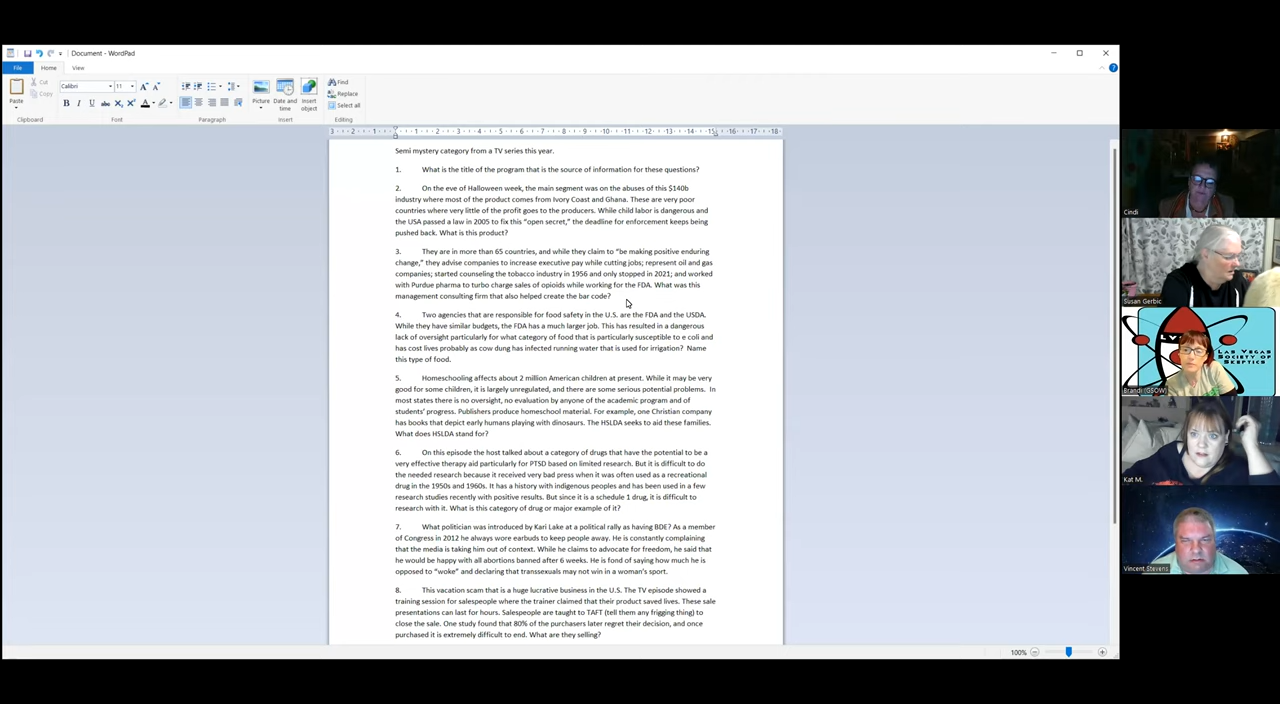 Document - WordPad
File
Home
View
Paste
Cut
Copy
Clipboard
Calibri
11
Font
Paragraph
Picture
Date and time
Insert object
Insert
Find
Replace
Select all
Editing
3 · 2 · 1 · 1 · 2 · 3 · 4 · 5 · 6 · 7 · 8 · 9 · 10 · 11 · 12 · 13 · 14 · 15 · 16 · 17 · 18
Semi mystery category from a TV series this year.
1. What is the title of the program that is the source of information for these questions?
2. On the eve of Halloween week, the main segment was on the abuses of this $140b
industry where most of the product comes from Ivory Coast and Ghana. These are very poor
countries where very little of the profit goes to the producers. While child labor is dangerous and
the USA passed a law in 2005 to fix this “open secret,” the deadline for enforcement keeps being
pushed back. What is this product?
3. They are in more than 65 countries, and while they claim to “be making positive enduring
change,” they advise companies to increase executive pay while cutting jobs; represent oil and gas
companies; started counseling the tobacco industry in 1956 and only stopped in 2021; and worked
with Purdue pharma to turbo charge sales of opioids while working for the FDA. What was this
management consulting firm that also helped create the bar code?
4. Two agencies that are responsible for food safety in the U.S. are the FDA and the USDA.
While they have similar budgets, the FDA has a much larger job. This has resulted in a dangerous
lack of oversight particularly for what category of food that is particularly susceptible to e coli and
has cost lives probably as cow dung has infected running water that is used for irrigation? Name
this type of food.
5. Homeschooling affects about 2 million American children at present. While it may be very
good for some children, it is largely unregulated, and there are some serious potential problems. In
most states there is no oversight, no evaluation by anyone of the academic program and of
students’ progress. Publishers produce homeschool material. For example, one Christian company
has books that depict early humans playing with dinosaurs. The HSLDA seeks to aid these families.
What does HSLDA stand for?
6. On this episode the host talked about a category of drugs that have the potential to be a
very effective therapy aid particularly for PTSD based on limited research. But it is difficult to do
the needed research because it received very bad press when it was often used as a recreational
drug in the 1950s and 1960s. It has a history with indigenous peoples and has been used in a few
research studies recently with positive results. But since it is a schedule 1 drug, it is difficult to
research with it. What is this category of drug or major example of it?
7. What politician was introduced by Kari Lake at a political rally as having BDE? As a member
of Congress in 2012 he always wore earbuds to keep people away. He is constantly complaining
that the media is taking him out of context. While he claims to advocate for freedom, he said that
he would be happy with all abortions banned after 6 weeks. He is fond of saying how much he is
opposed to “woke” and declaring that transsexuals may not win in a woman’s sport.
8. This vacation scam that is a huge lucrative business in the U.S. The TV episode showed a
training session for salespeople where the trainer claimed that their product saved lives. These sale
presentations can last for hours. Salespeople are taught to TAFT (tell them any frigging thing) to
close the sale. One study found that 80% of the purchasers later regret their decision, and once
purchased it is extremely difficult to end. What are they selling?
100%
Cindi
Susan Gerbic
LAS VEGAS
SOCIETY OF
SKEPTICS
Brandi (GSOW)
Kat M.
Vincent Stevens